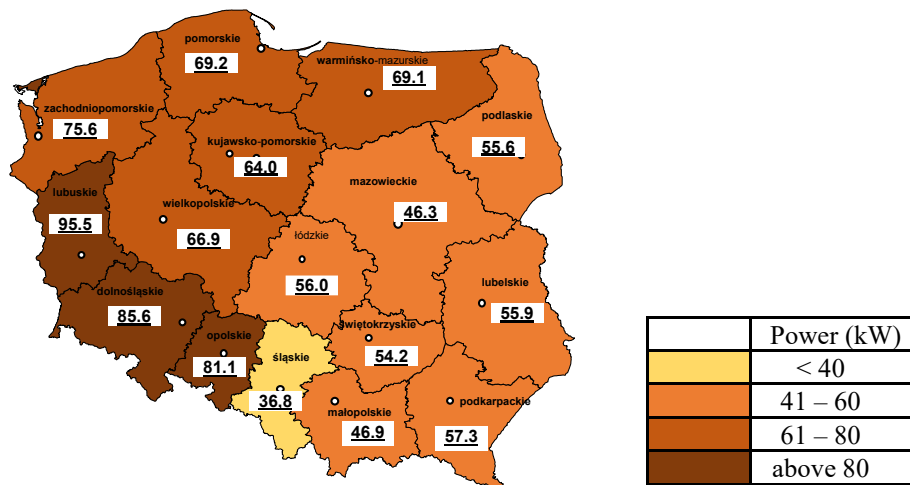 pomorskie
69.2
warmińsko-mazurskie
69.1
zachodniopomorskie
75.6
podlaskie
55.6
kujawsko-pomorskie
64.0
mazowieckie
46.3
lubuskie
95.5
wielkopolskie
66.9
łódzkie
56.0
lubelskie
55.9
dolnośląskie
85.6
opolskie
81.1
świętokrzyskie
54.2
śląskie
36.8
małopolskie
46.9
podkarpackie
57.3
Power (kW)
< 40
41 – 60
61 – 80
above 80